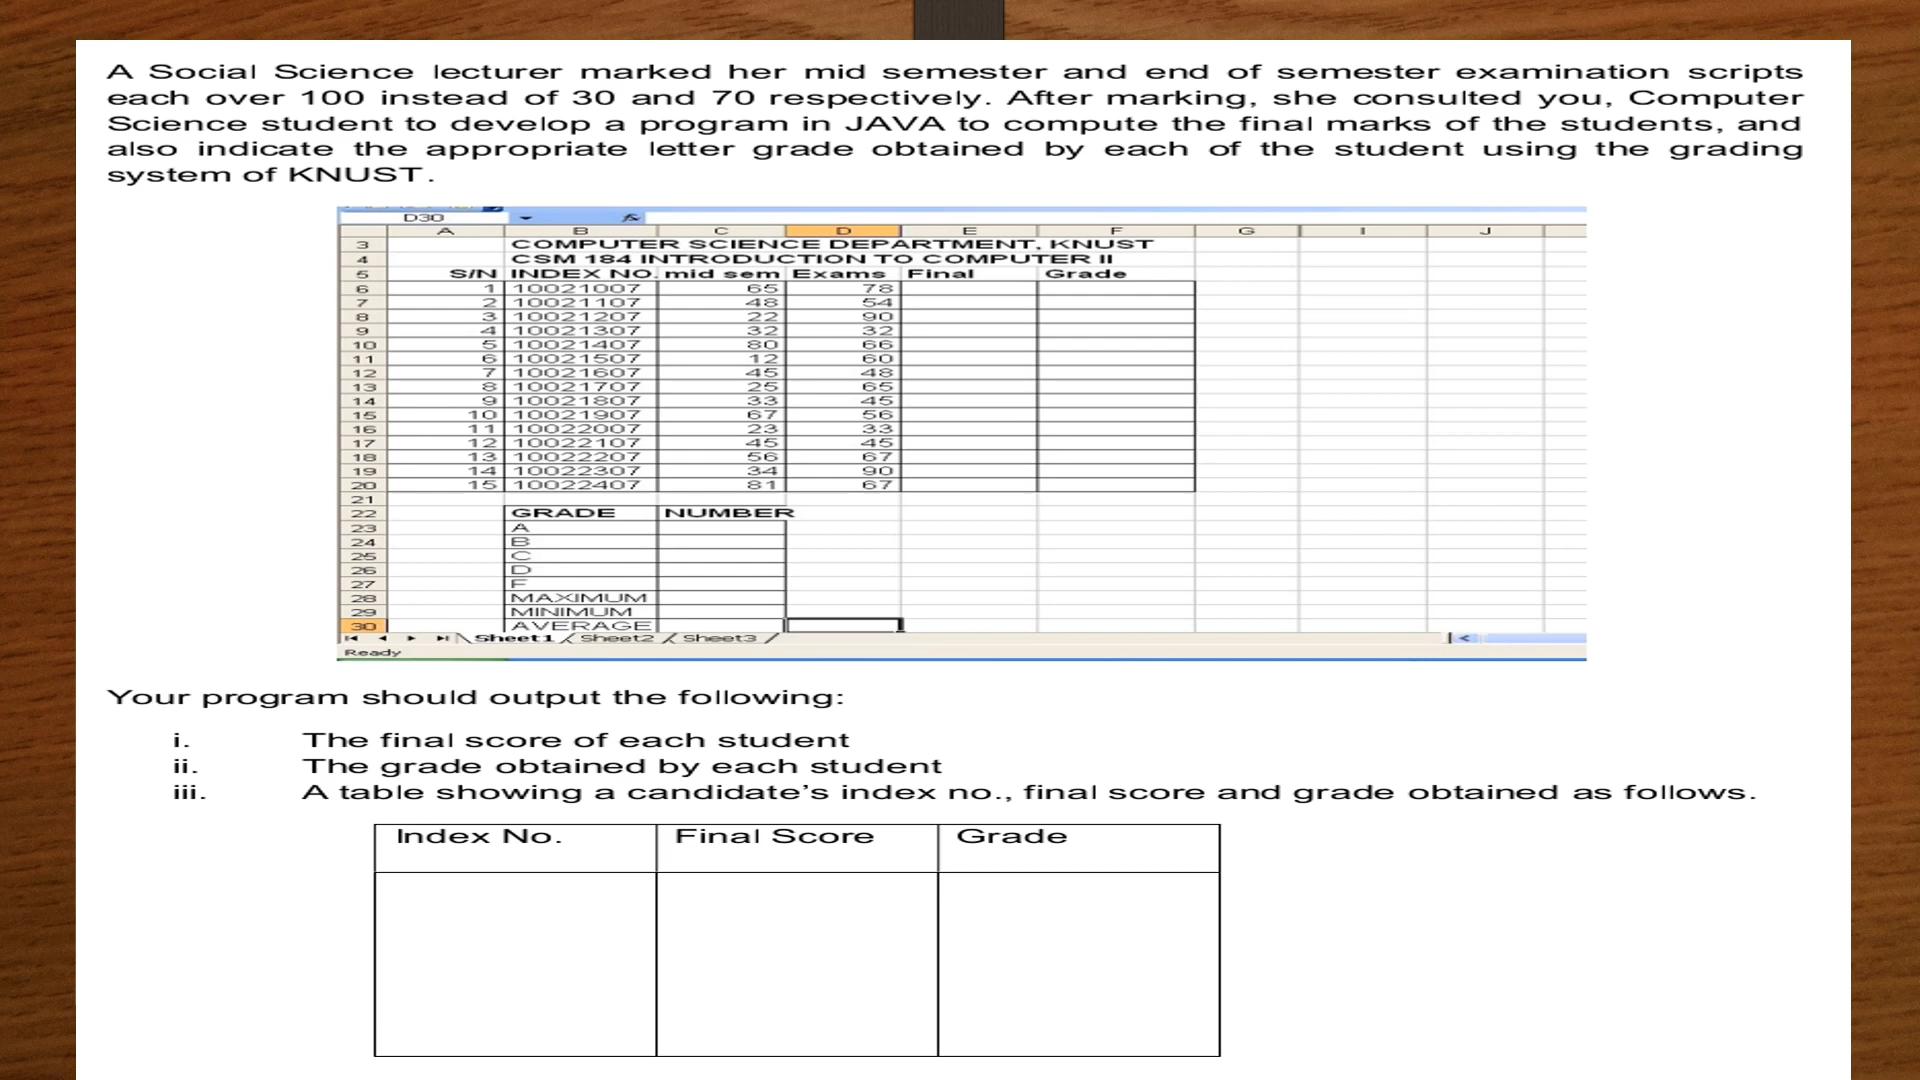 A Social Science lecturer marked her mid semester and end of semester examination scripts
each over 100 instead of 30 and 70 respectively. After marking, she consulted you, Computer
Science student to develop a program in JAVA to compute the final marks of the students, and
also indicate the appropriate letter grade obtained by each of the student using the grading
system of KNUST.
D30 fx
A B C D E F G I J
3 COMPUTER SCIENCE DEPARTMENT, KNUST
4 CSM 184 INTRODUCTION TO COMPUTER II
5 S/N INDEX NO. mid sem Exams Final Grade
6 1 10021007 65 78
7 2 10021107 48 54
8 3 10021207 22 90
9 4 10021307 32 32
10 5 10021407 80 66
11 6 10021507 12 60
12 7 10021607 45 48
13 8 10021707 25 65
14 9 10021807 33 45
15 10 10021907 67 56
16 11 10022007 23 33
17 12 10022107 45 45
18 13 10022207 56 67
19 14 10022307 34 90
20 15 10022407 81 67
21
22 GRADE NUMBER
23 A
24 B
25 C
26 D
27 F
28 MAXIMUM
29 MINIMUM
30 AVERAGE
Sheet1 Sheet2 Sheet3
Ready
Your program should output the following:
i. The final score of each student
ii. The grade obtained by each student
iii. A table showing a candidate’s index no., final score and grade obtained as follows.
Index No. Final Score Grade